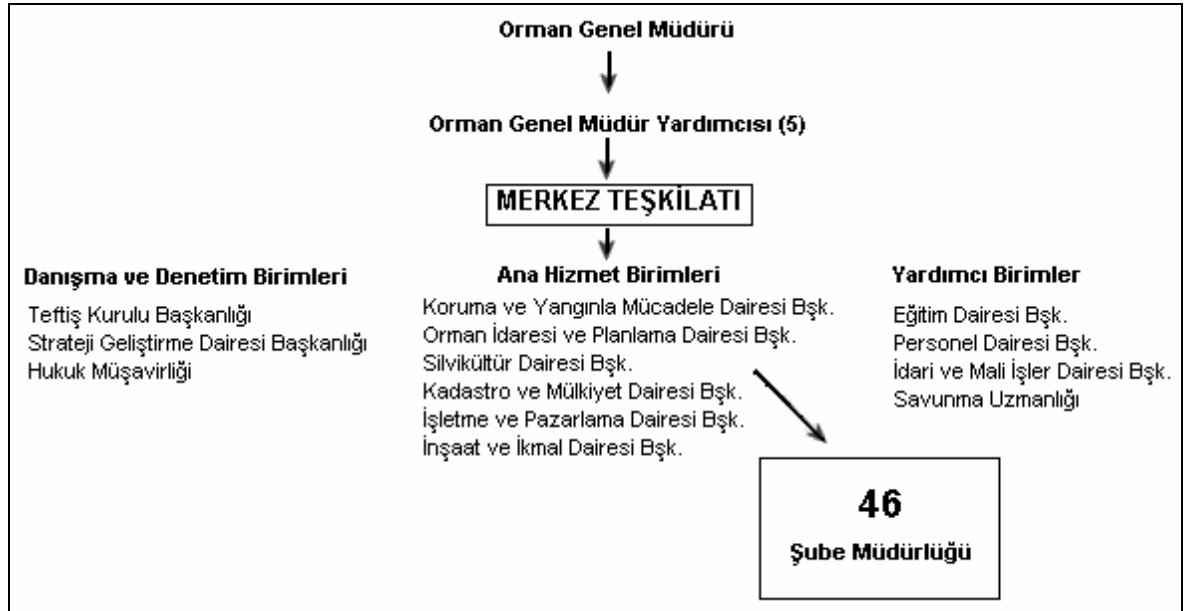 Orman Genel Müdürü
Orman Genel Müdür Yardımcısı (5)
MERKEZ TEŞKİLATI
Danışma ve Denetim Birimleri
Teftiş Kurulu Başkanlığı
Strateji Geliştirme Dairesi Başkanlığı
Hukuk Müşavirliği
Ana Hizmet Birimleri
Koruma ve Yangınla Mücadele Dairesi Bşk.
Orman İdaresi ve Planlama Dairesi Bşk.
Silvikültür Dairesi Bşk.
Kadastro ve Mülkiyet Dairesi Bşk.
İşletme ve Pazarlama Dairesi Bşk.
İnşaat ve İkmal Dairesi Bşk.
Yardımcı Birimler
Eğitim Dairesi Bşk.
Personel Dairesi Bşk.
İdari ve Mali İşler Dairesi Bşk.
Savunma Uzmanlığı
46
Şube Müdürlüğü